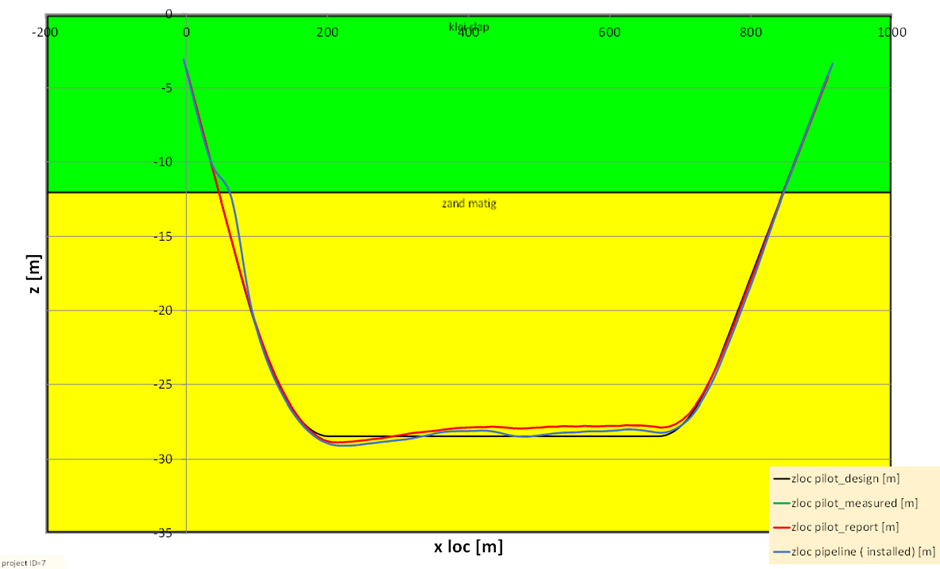 0
-200 0 200 400 600 800 1000
klei slap
-5
-10
zand matig
-15
z [m]
-20
-25
-30
-35
x loc [m]
zloc pilot_design [m]
zloc pilot_measured [m]
zloc pilot_report [m]
zloc pipeline ( installed) [m]
project ID=7